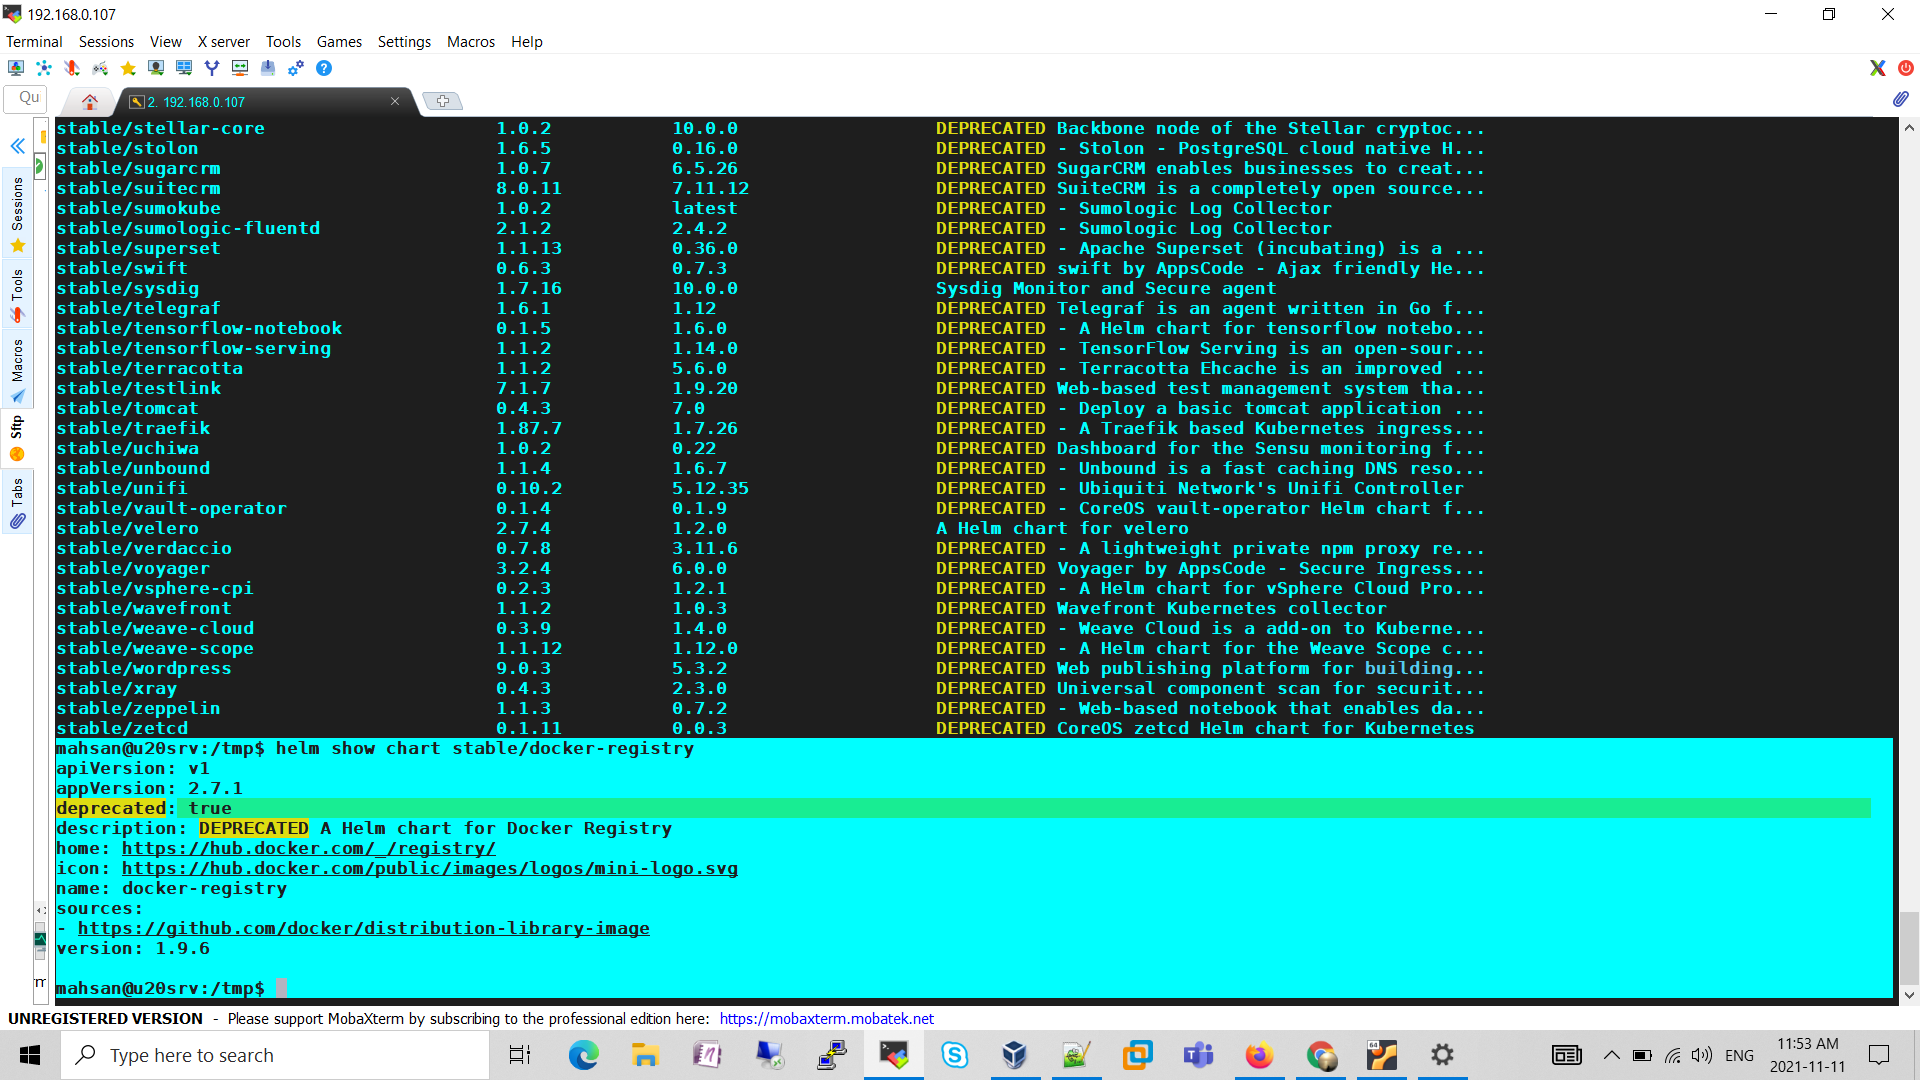 192.168.0.107
Terminal Sessions View X server Tools Games Settings Macros Help
Qu
2. 192.168.0.107
Sessions
Tools
Macros
Sftp
Tabs
stable/stellar-core 1.0.2 10.0.0 DEPRECATED Backbone node of the Stellar cryptoc...
stable/stolon 1.6.5 0.16.0 DEPRECATED - Stolon - PostgreSQL cloud native H...
stable/sugarcrm 1.0.7 6.5.26 DEPRECATED SugarCRM enables businesses to creat...
stable/suitecrm 8.0.11 7.11.12 DEPRECATED SuiteCRM is a completely open source...
stable/sumokube 1.0.2 latest DEPRECATED - Sumologic Log Collector
stable/sumologic-fluentd 2.1.2 2.4.2 DEPRECATED - Sumologic Log Collector
stable/superset 1.1.13 0.36.0 DEPRECATED - Apache Superset (incubating) is a ...
stable/swift 0.6.3 0.7.3 DEPRECATED swift by AppsCode - Ajax friendly He...
stable/sysdig 1.7.16 10.0.0 Sysdig Monitor and Secure agent
stable/telegraf 1.6.1 1.12 DEPRECATED Telegraf is an agent written in Go f...
stable/tensorflow-notebook 0.1.5 1.6.0 DEPRECATED - A Helm chart for tensorflow notebo...
stable/tensorflow-serving 1.1.2 1.14.0 DEPRECATED - TensorFlow Serving is an open-sour...
stable/terracotta 1.1.2 5.6.0 DEPRECATED - Terracotta Ehcache is an improved ...
stable/testlink 7.1.7 1.9.20 DEPRECATED Web-based test management system tha...
stable/tomcat 0.4.3 7.0 DEPRECATED - Deploy a basic tomcat application ...
stable/traefik 1.87.7 1.7.26 DEPRECATED - A Traefik based Kubernetes ingress...
stable/uchiwa 1.0.2 0.22 DEPRECATED Dashboard for the Sensu monitoring f...
stable/unbound 1.1.4 1.6.7 DEPRECATED - Unbound is a fast caching DNS reso...
stable/unifi 0.10.2 5.12.35 DEPRECATED - Ubiquiti Network's Unifi Controller
stable/vault-operator 0.1.4 0.1.9 DEPRECATED - CoreOS vault-operator Helm chart f...
stable/velero 2.7.4 1.2.0 A Helm chart for velero
stable/verdaccio 0.7.8 3.11.6 DEPRECATED - A lightweight private npm proxy re...
stable/voyager 3.2.4 6.0.0 DEPRECATED Voyager by AppsCode - Secure Ingress...
stable/vsphere-cpi 0.2.3 1.2.1 DEPRECATED - A Helm chart for vSphere Cloud Pro...
stable/wavefront 1.1.2 1.0.3 DEPRECATED Wavefront Kubernetes collector
stable/weave-cloud 0.3.9 1.4.0 DEPRECATED - Weave Cloud is a add-on to Kuberne...
stable/weave-scope 1.1.12 1.12.0 DEPRECATED - A Helm chart for the Weave Scope c...
stable/wordpress 9.0.3 5.3.2 DEPRECATED Web publishing platform for building...
stable/xray 0.4.3 2.3.0 DEPRECATED Universal component scan for securit...
stable/zeppelin 1.1.3 0.7.2 DEPRECATED - Web-based notebook that enables da...
stable/zetcd 0.1.11 0.0.3 DEPRECATED CoreOS zetcd Helm chart for Kubernetes
mahsan@u20srv:/tmp$ helm show chart stable/docker-registry
apiVersion: v1
appVersion: 2.7.1
deprecated: true
description: DEPRECATED A Helm chart for Docker Registry
home: https://hub.docker.com/_/registry/
icon: https://hub.docker.com/public/images/logos/mini-logo.svg
name: docker-registry
sources:
- https://github.com/docker/distribution-library-image
version: 1.9.6
mahsan@u20srv:/tmp$
UNREGISTERED VERSION - Please support MobaXterm by subscribing to the professional edition here: https://mobaxterm.mobatek.net
Type here to search
ENG
11:53 AM
2021-11-11